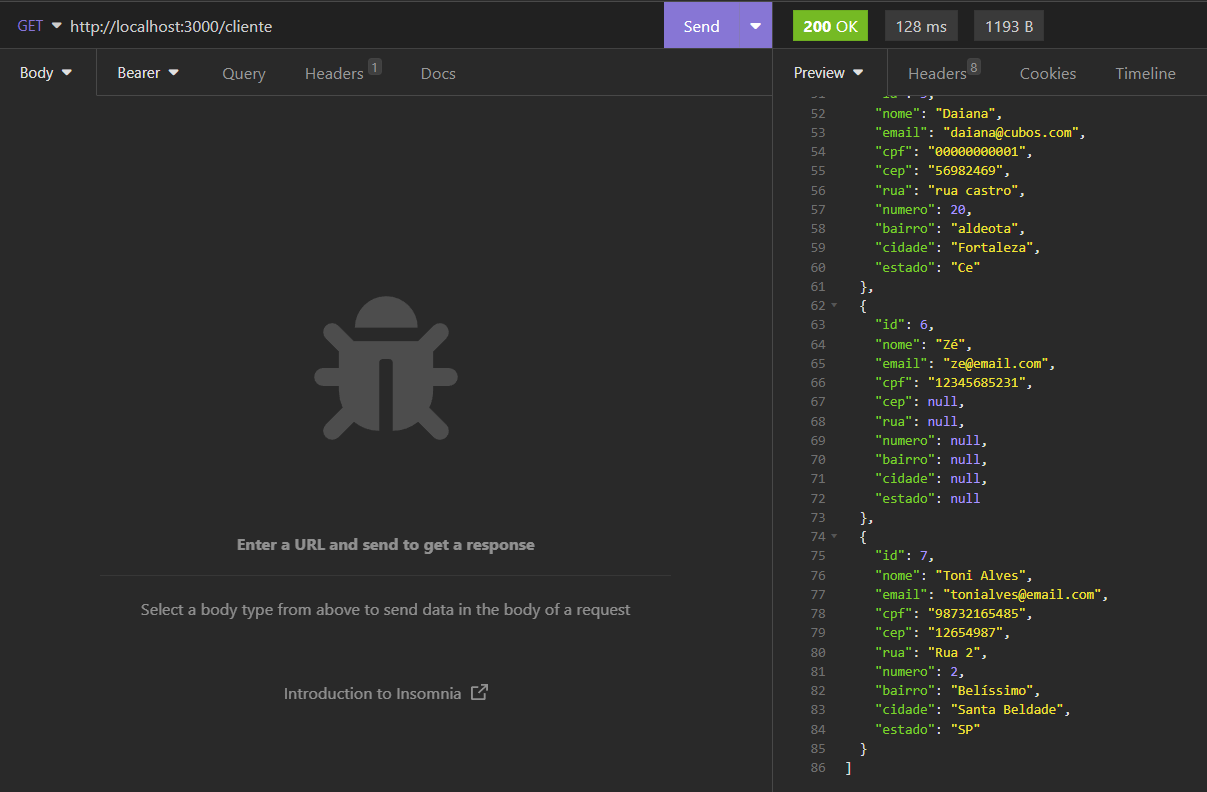 GET http://localhost:3000/cliente Send 200 OK 128 ms 1193 B
Body Bearer Query Headers 1 Docs Preview Headers 8 Cookies Timeline
52 "nome": "Daiana",
53 "email": "daiana@cubos.com",
54 "cpf": "00000000001",
55 "cep": "56982469",
56 "rua": "rua castro",
57 "numero": 20,
58 "bairro": "aldeota",
59 "cidade": "Fortaleza",
60 "estado": "Ce"
61 },
62 {
63 "id": 6,
64 "nome": "Zé",
65 "email": "ze@email.com",
66 "cpf": "12345685231",
67 "cep": null,
68 "rua": null,
69 "numero": null,
70 "bairro": null,
71 "cidade": null,
72 "estado": null
73 },
74 {
75 "id": 7,
76 "nome": "Toni Alves",
77 "email": "tonialves@email.com",
78 "cpf": "98732165485",
79 "cep": "12654987",
80 "rua": "Rua 2",
81 "numero": 2,
82 "bairro": "Belíssimo",
83 "cidade": "Santa Beldade",
84 "estado": "SP"
85 }
86 ]
Enter a URL and send to get a response
Select a body type from above to send data in the body of a request
Introduction to Insomnia